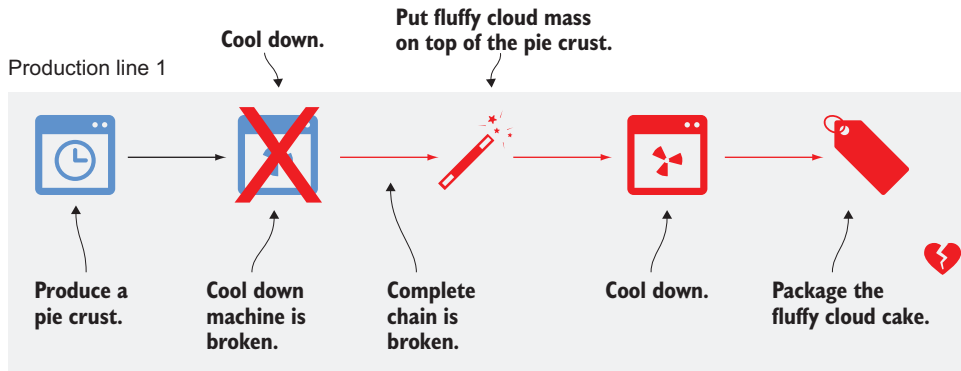 Put fluffy cloud mass
on top of the pie crust.
Cool down.
Production line 1
Produce a
pie crust.
Cool down
machine is
broken.
Complete
chain is
broken.
Cool down.
Package the
fluffy cloud cake.